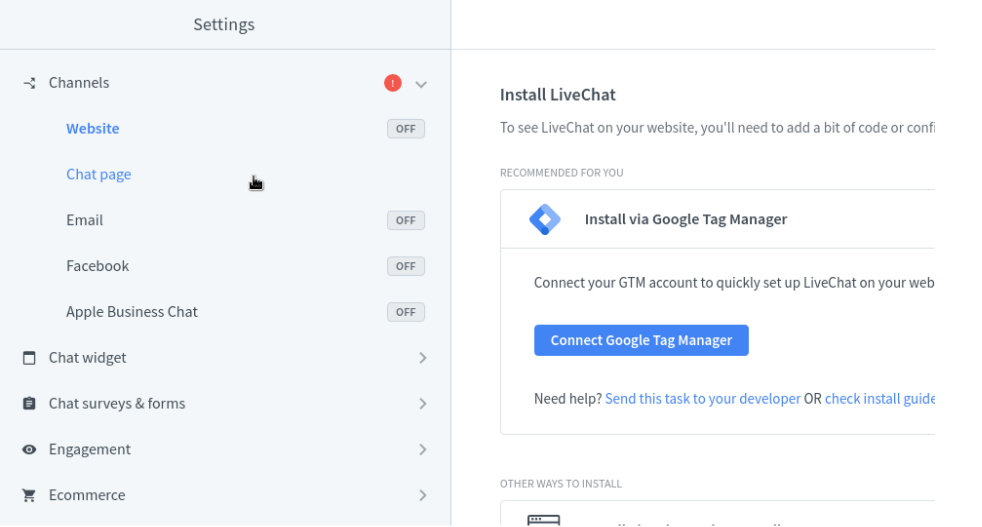 Settings
Channels
Website OFF
Chat page
Email OFF
Facebook OFF
Apple Business Chat OFF
Chat widget
Chat surveys & forms
Engagement
Ecommerce
Install LiveChat
To see LiveChat on your website, you'll need to add a bit of code or confi
RECOMMENDED FOR YOU
Install via Google Tag Manager
Connect your GTM account to quickly set up LiveChat on your web
Connect Google Tag Manager
Need help? Send this task to your developer OR check install guide
OTHER WAYS TO INSTALL